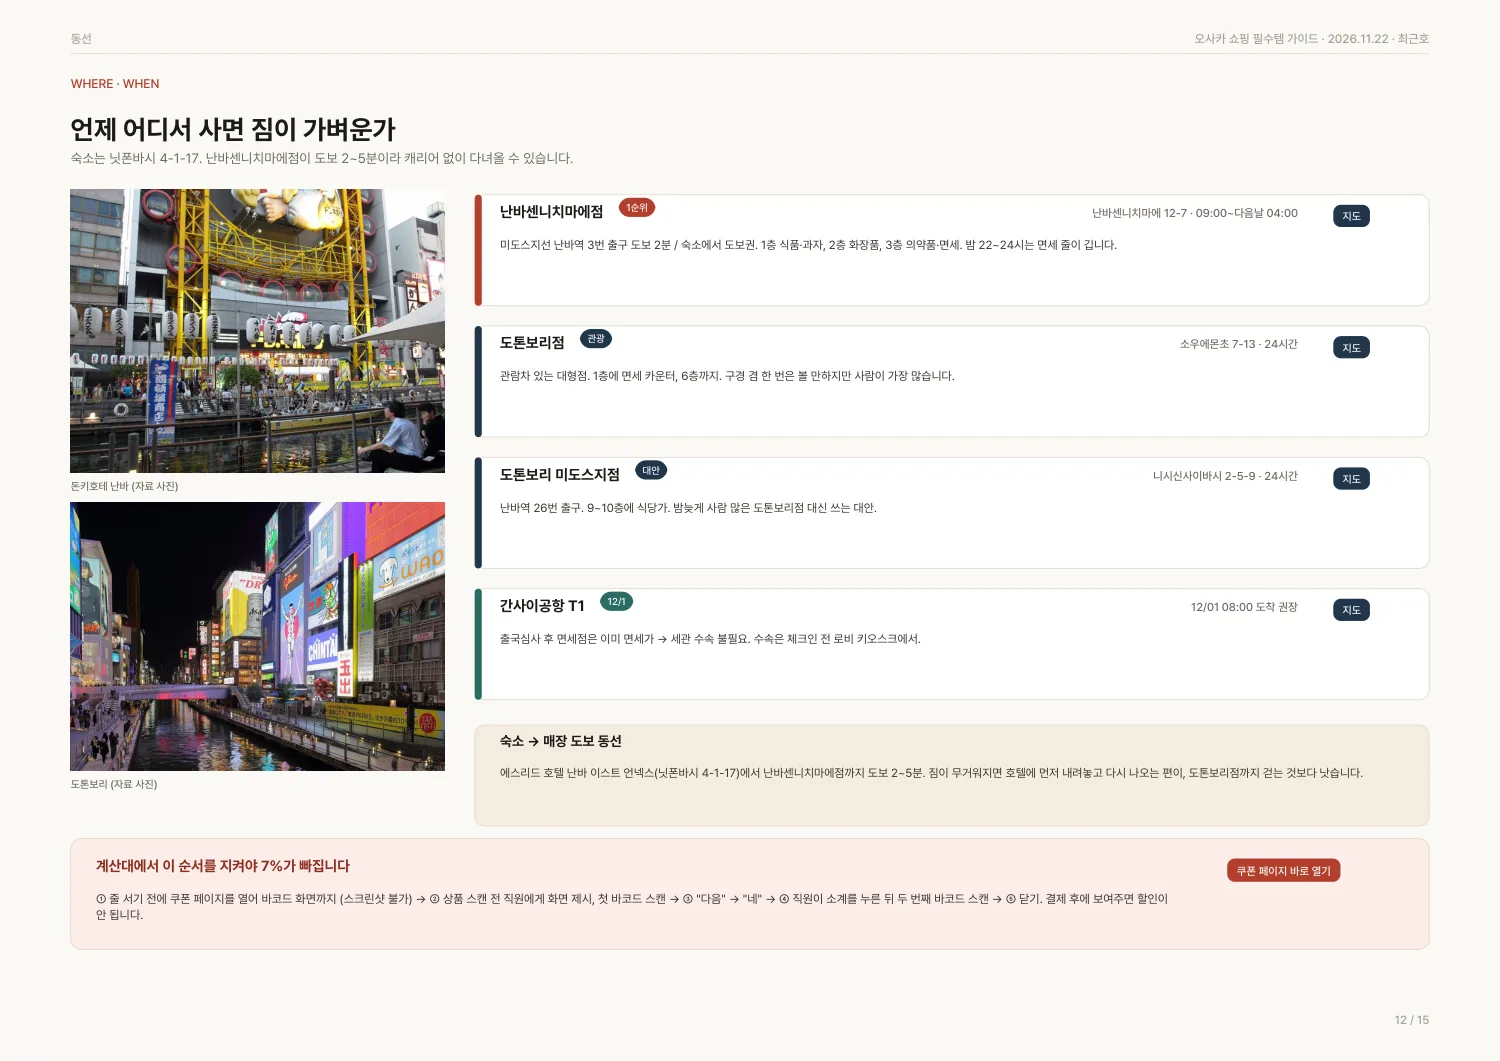 동선
오사카 쇼핑 필수템 가이드 · 2026.11.22 · 최근호
WHERE · WHEN
언제 어디서 사면 짐이 가벼운가
숙소는 닛폰바시 4-1-17. 난바센니치마에점이 도보 2~5분이라 캐리어 없이 다녀올 수 있습니다.
돈키호테 난바 (자료 사진)
도톤보리 (자료 사진)
난바센니치마에점
1순위
난바센니치마에 12-7 · 09:00~다음날 04:00
지도
미도스지선 난바역 3번 출구 도보 2분 / 숙소에서 도보권. 1층 식품·과자, 2층 화장품, 3층 의약품·면세. 밤 22~24시는 면세 줄이 깁니다.
도톤보리점
관광
소우에몬초 7-13 · 24시간
지도
관람차 있는 대형점. 1층에 면세 카운터, 6층까지. 구경 겸 한 번은 볼 만하지만 사람이 가장 많습니다.
도톤보리 미도스지점
대안
니시신사이바시 2-5-9 · 24시간
지도
난바역 26번 출구. 9~10층에 식당가. 밤늦게 사람 많은 도톤보리점 대신 쓰는 대안.
간사이공항 T1
12/1
12/01 08:00 도착 권장
지도
출국심사 후 면세점은 이미 면세가 → 세관 수속 불필요. 수속은 체크인 전 로비 키오스크에서.
숙소 → 매장 도보 동선
에스리드 호텔 난바 이스트 언넥스(닛폰바시 4-1-17)에서 난바센니치마에점까지 도보 2~5분. 짐이 무거워지면 호텔에 먼저 내려놓고 다시 나오는 편이, 도톤보리점까지 걷는 것보다 낫습니다.
계산대에서 이 순서를 지켜야 7%가 빠집니다
쿠폰 페이지 바로 열기
① 줄 서기 전에 쿠폰 페이지를 열어 바코드 화면까지 (스크린샷 불가) → ② 상품 스캔 전 직원에게 화면 제시, 첫 바코드 스캔 → ③ "다음" → "네" → ④ 직원이 소계를 누른 뒤 두 번째 바코드 스캔 → ⑤ 닫기. 결제 후에 보여주면 할인이
안 됩니다.
12 / 15